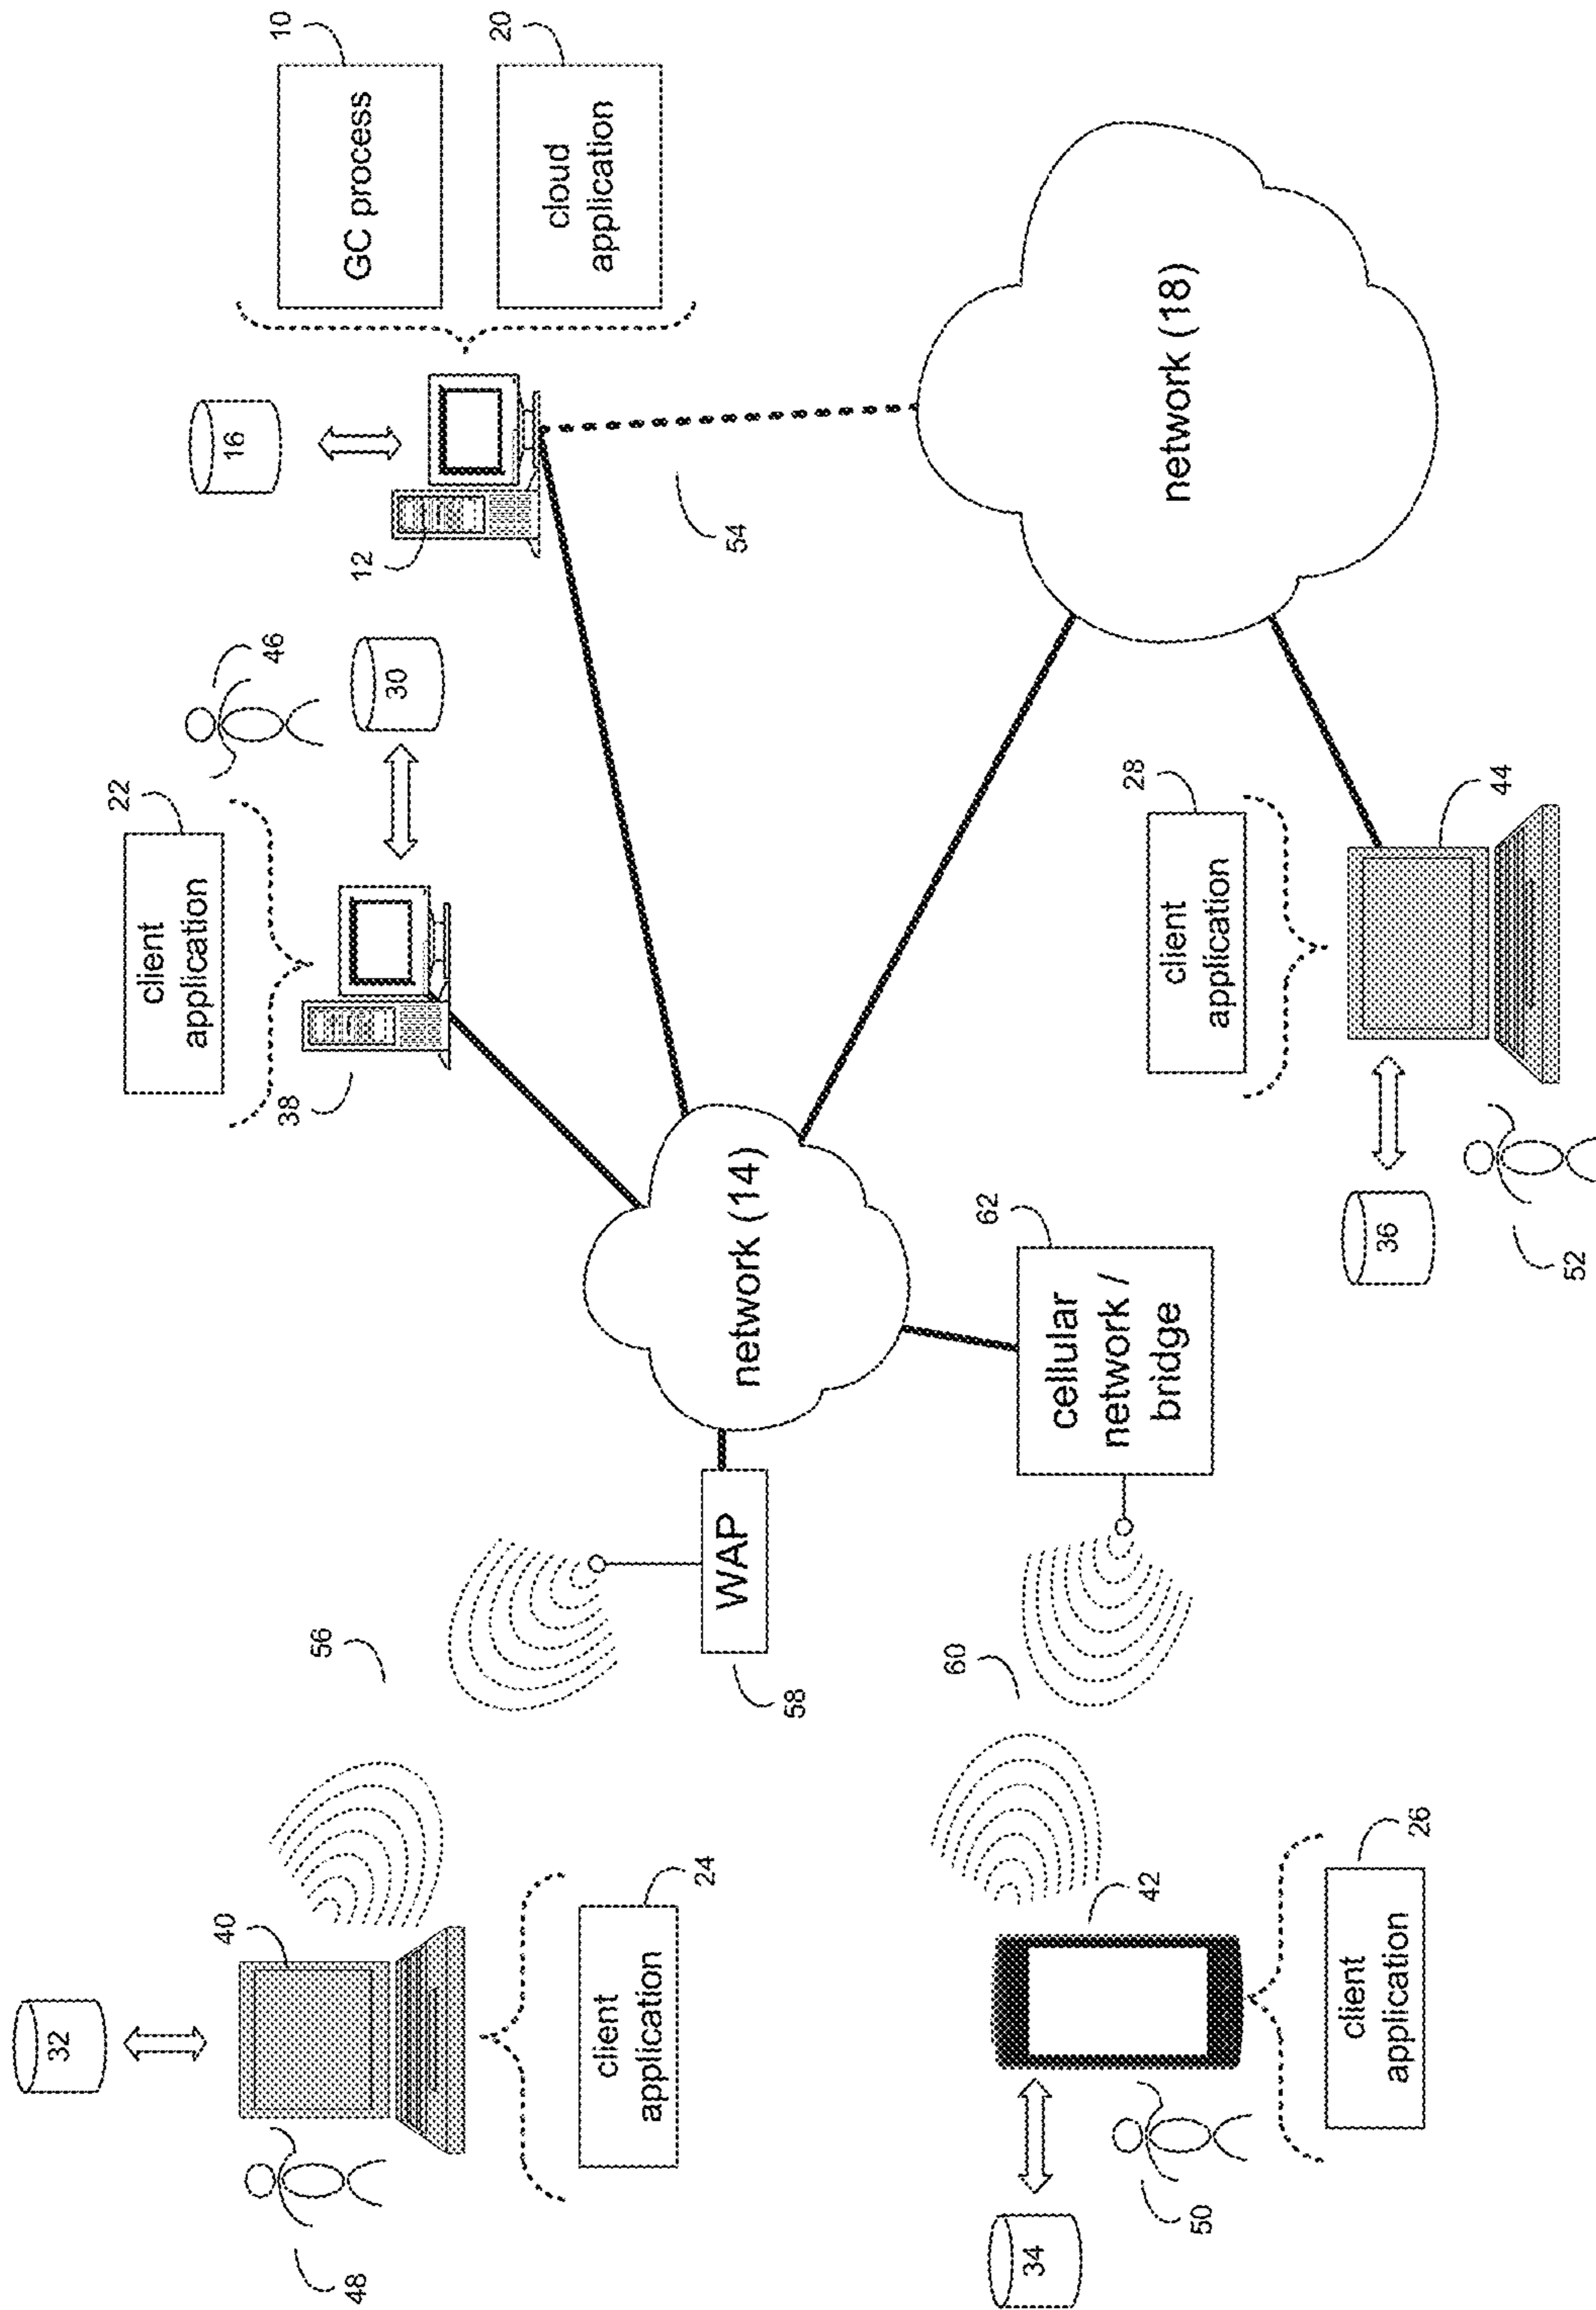 32
22
client
application
40
16
46
10
38
56
48
GC process
12
30
20
cloud
application
client
application
24
WAP
network (14)
54
58
60
62
34
cellular
network /
bridge
28
42
client
application
network (18)
50
client
application
36
26
44
52